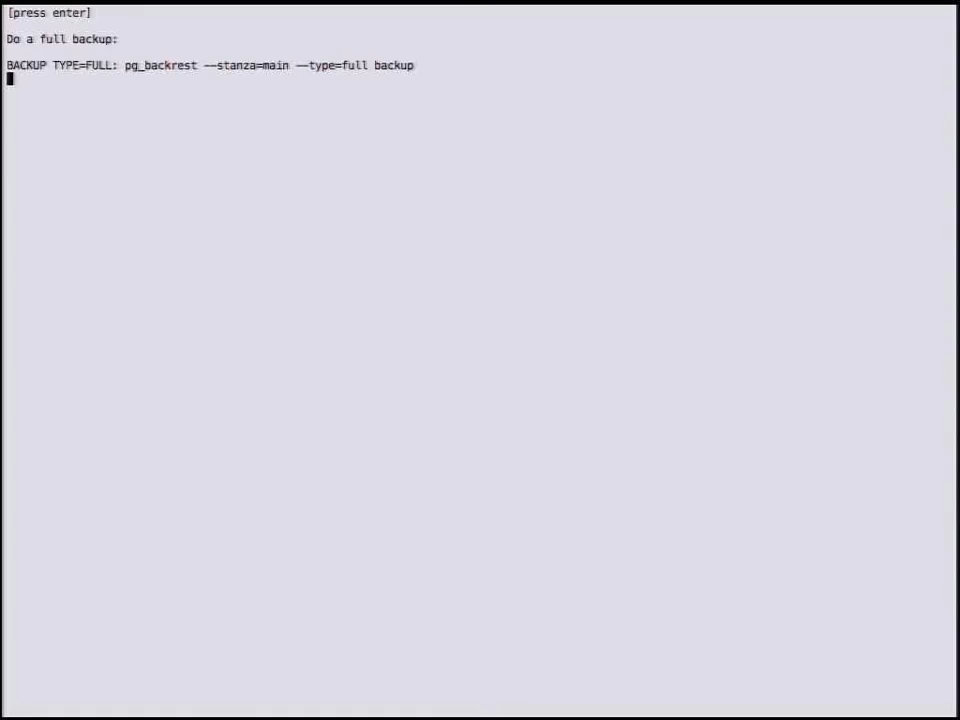 [press enter]
Do a full backup:
BACKUP TYPE=FULL: pg_backrest --stanza=main --type=full backup